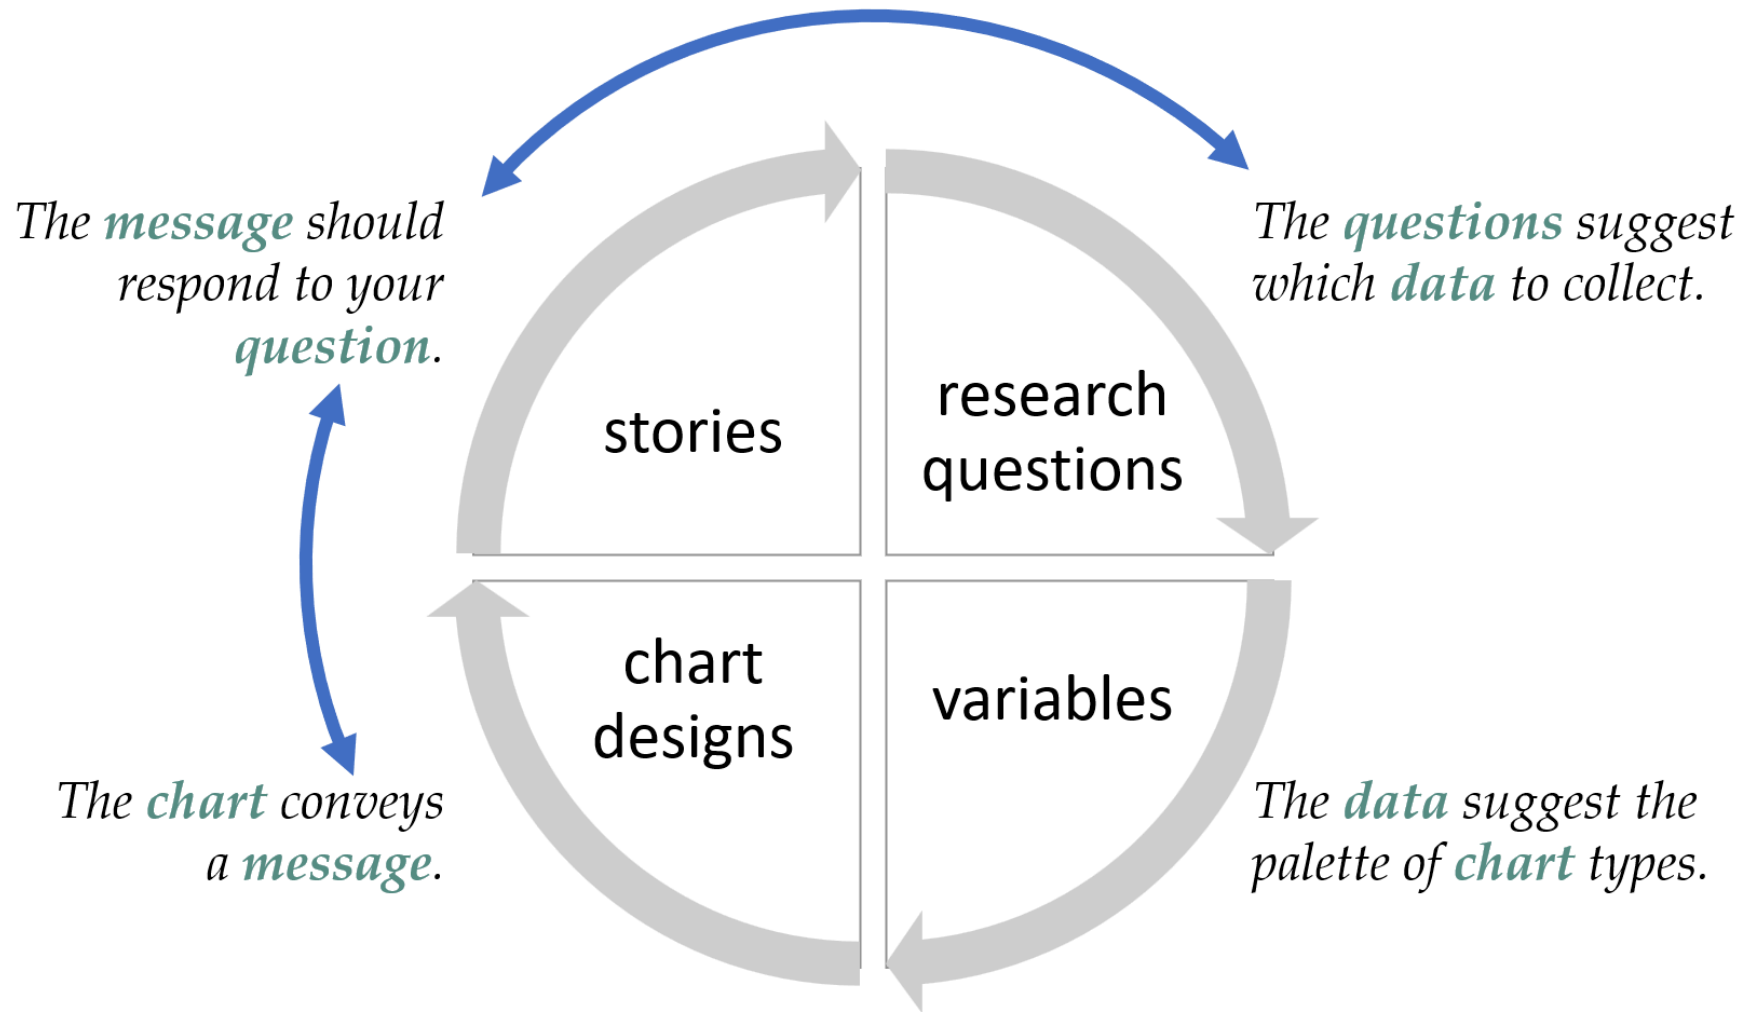 The message should
respond to your
question.
The questions suggest
which data to collect.
stories
research
questions
chart
designs
variables
The chart conveys
a message.
The data suggest the
palette of chart types.